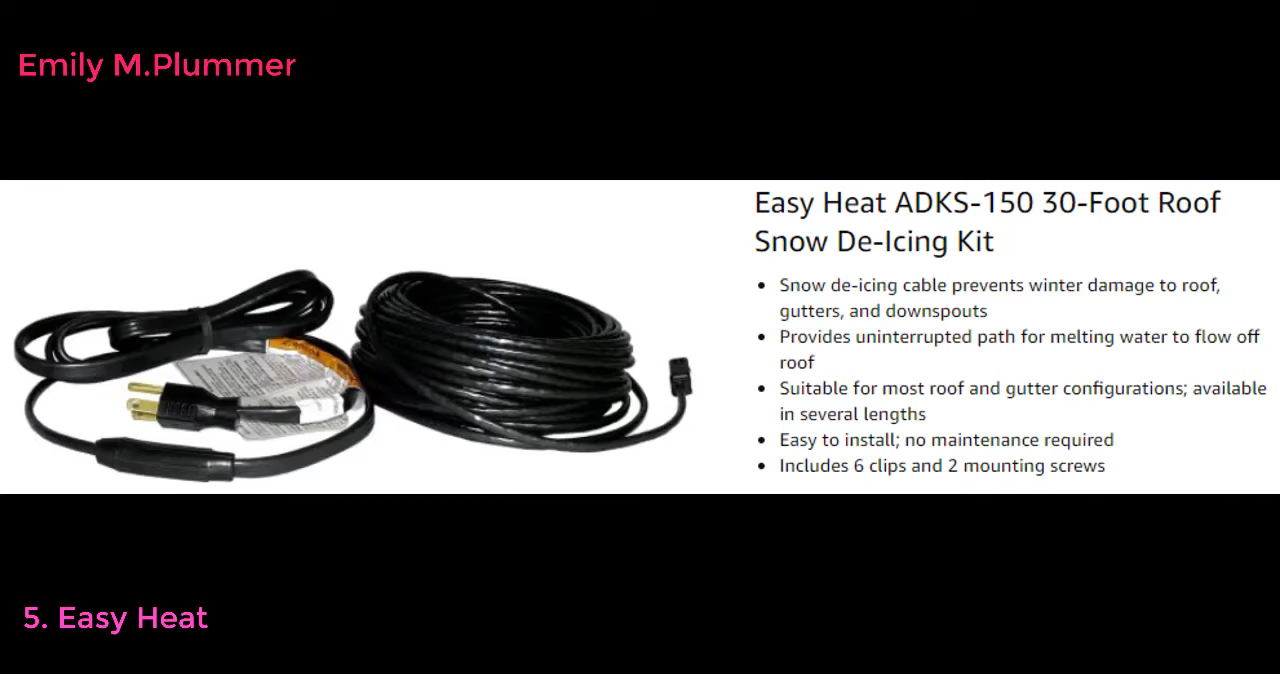 Emily M.Plummer
Easy Heat ADKS-150 30-Foot Roof
Snow De-Icing Kit
• Snow de-icing cable prevents winter damage to roof,
gutters, and downspouts
• Provides uninterrupted path for melting water to flow off
roof
• Suitable for most roof and gutter configurations; available
in several lengths
• Easy to install; no maintenance required
• Includes 6 clips and 2 mounting screws
5. Easy Heat